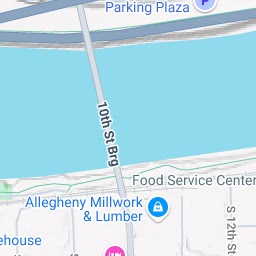 Parking Plaza
P
10th St Brg
Food Service Center
Allegheny Millwork
& Lumber
S 12th St
ehouse